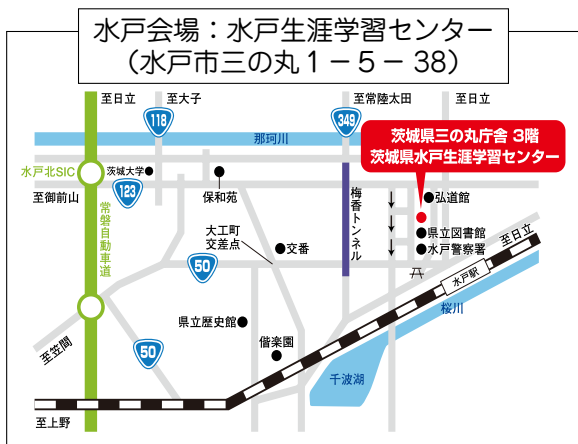 水戸会場：水戸生涯学習センター
（水戸市三の丸１－５－38）
至日立
至大子
至常陸太田
至日立
118
349
那珂川
茨城県三の丸庁舎 3階
茨城県水戸生涯学習センター
水戸北SIC
茨城大学
123
保和苑
至御前山
常磐自動車道
梅香トンネル
↓
↓
↓
弘道館
県立図書館
水戸警察署
大工町
交差点
交番
50
至日立
水戸駅
桜川
県立歴史館
偕楽園
50
至笠間
千波湖
至上野